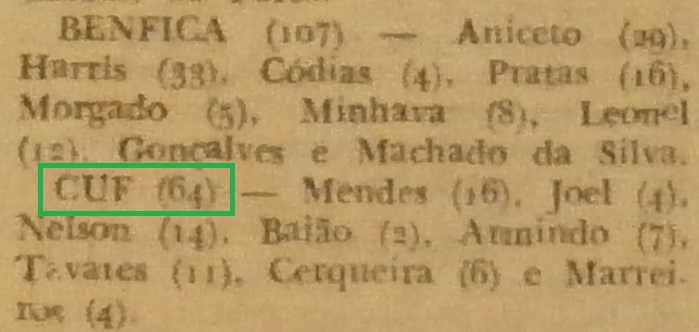 BENFICA (107) — Aniceto (29),
Harris (33), Códias (4), Pratas (16),
Morgado (5), Minhava (8), Leonel
(12), Gonçalves e Machado da Silva.
CUF (64) — Mendes (16), Joel (4),
Nelson (14), Baião (2), Armindo (7),
Tavares (11), Cerqueira (6) e Marrei-
ros (4).